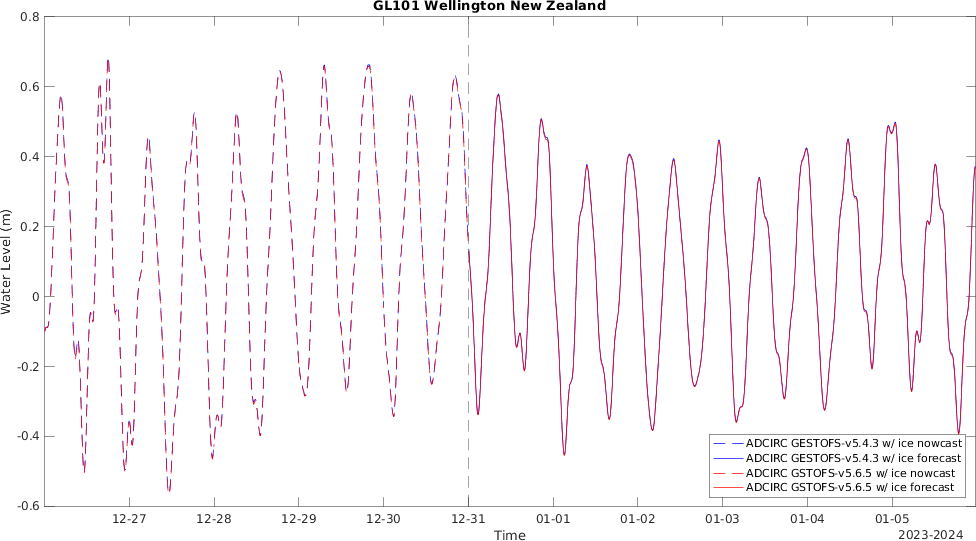 GL101 Wellington New Zealand
0.8
0.6
0.4
0.2
0
-0.2
-0.4
-0.6
Water Level (m)
12-27 12-28 12-29 12-30 12-31 01-01 01-02 01-03 01-04 01-05
Time
2023-2024
ADCIRC GESTOFS-v5.4.3 w/ ice nowcast
ADCIRC GESTOFS-v5.4.3 w/ ice forecast
ADCIRC GSTOFS-v5.6.5 w/ ice nowcast
ADCIRC GSTOFS-v5.6.5 w/ ice forecast